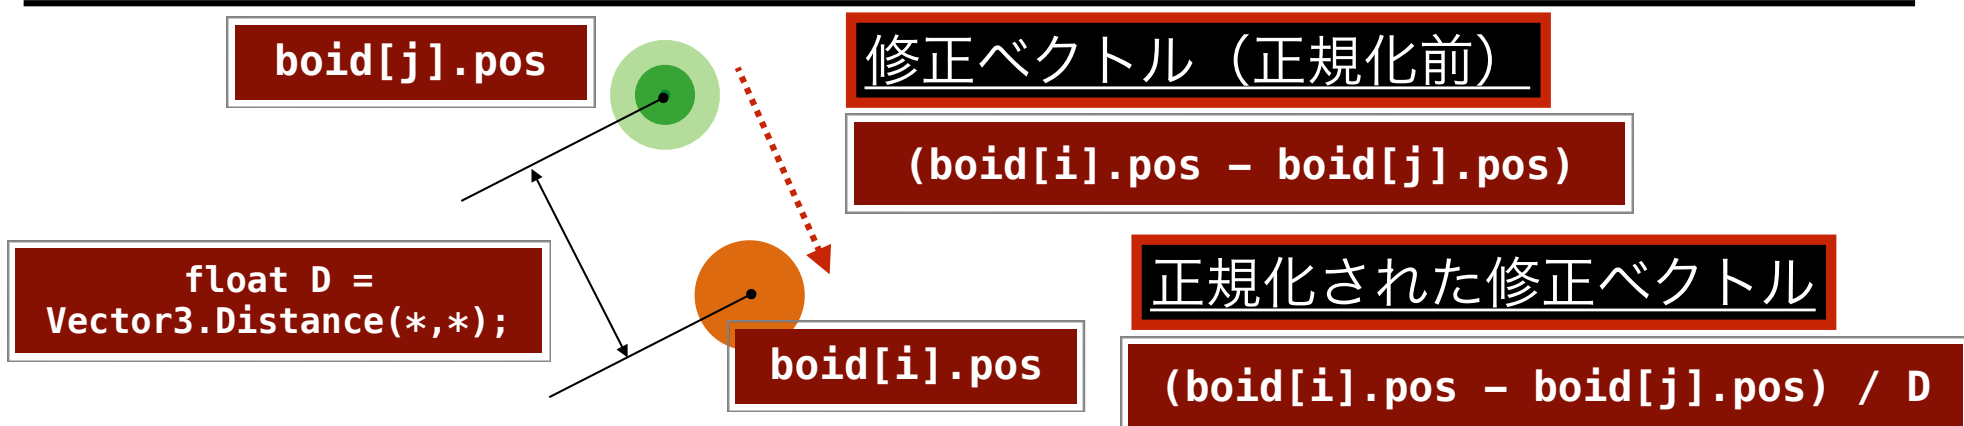 boid[j].pos
修正ベクトル（正規化前）
(boid[i].pos − boid[j].pos)
float D =
Vector3.Distance(*,*);
正規化された修正ベクトル
boid[i].pos
(boid[i].pos − boid[j].pos) / D